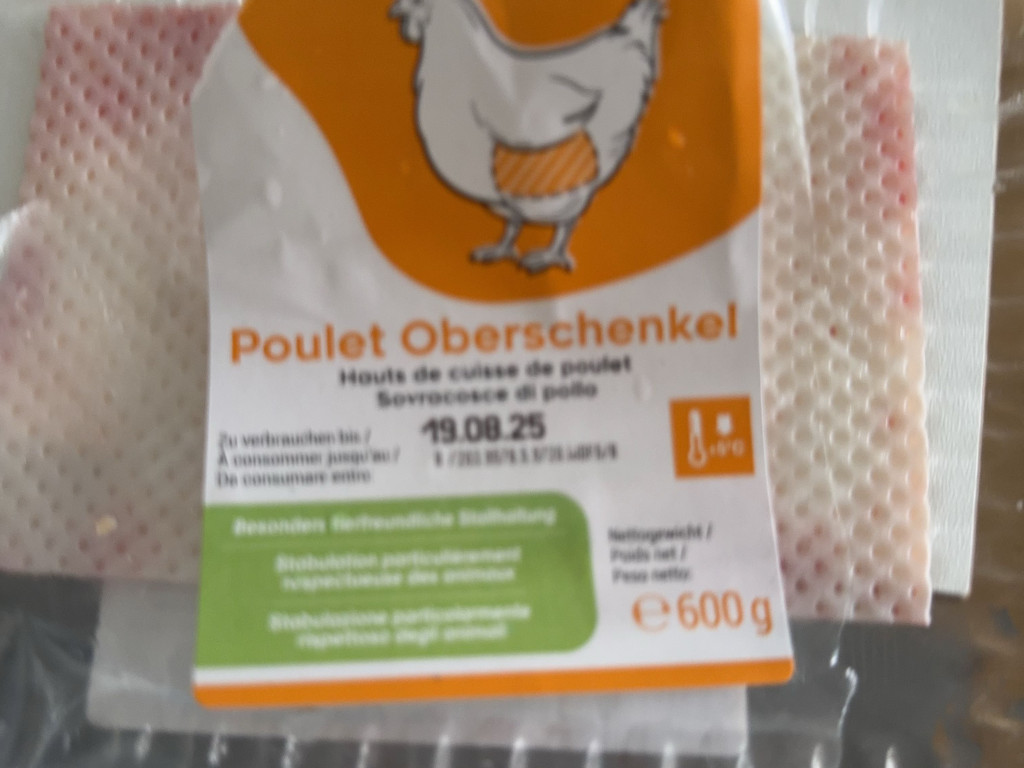 Poulet Oberschenkel
Hauts de cuisse de poulet
Sovracosce di pollo
19.08.25
Zu verbrauchen bis /
À consommer jusqu'au /
Da consumare entro:
+5°C
Besonders tierfreundliche Stallhaltung
Stabulation particulièrement
respectueuse des animaux
Stabulazione particolarmente
rispettosa degli animali
Nettogewicht /
Poids net /
Peso netto:
e 600 g